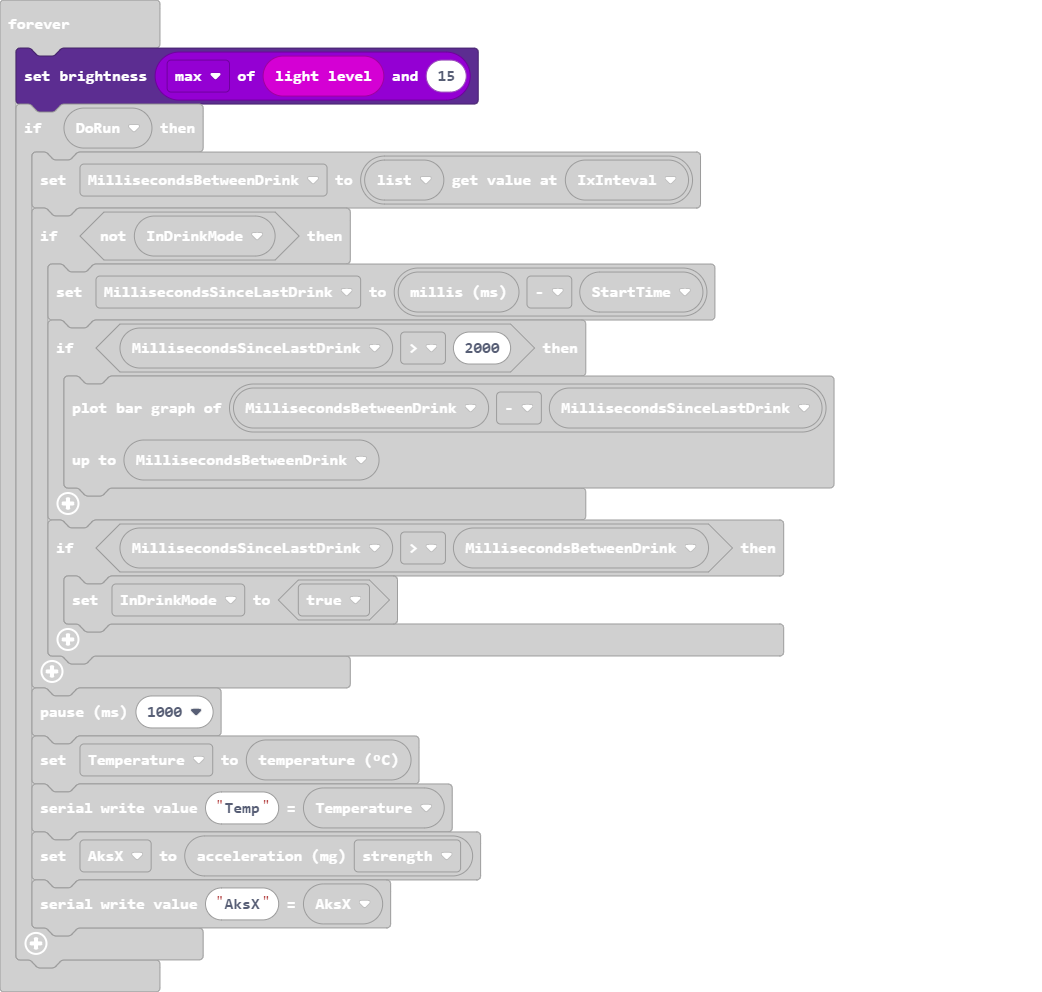 forever
set brightness max of light level and 15
if DoRun then
set MillisecondsBetweenDrink to list get value at IxInteval
if not InDrinkMode then
set MillisecondsSinceLastDrink to millis (ms) - StartTime
if MillisecondsSinceLastDrink > 2000 then
plot bar graph of MillisecondsBetweenDrink - MillisecondsSinceLastDrink
up to MillisecondsBetweenDrink
if MillisecondsSinceLastDrink > MillisecondsBetweenDrink then
set InDrinkMode to true
pause (ms) 1000
set Temperature to temperature (ºC)
serial write value "Temp" = Temperature
set AksX to acceleration (mg) strength
serial write value "AksX" = AksX